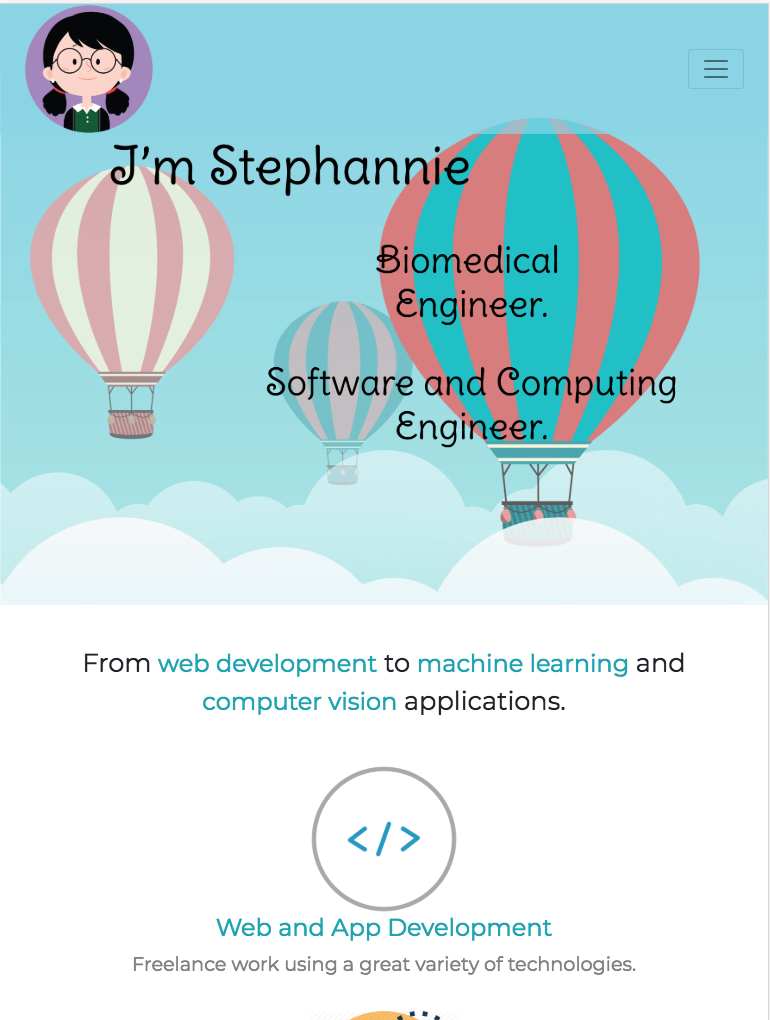 I'm Stephannie
Biomedical
Engineer.
Software and Computing
Engineer.
From web development to machine learning and
computer vision applications.
</>
Web and App Development
Freelance work using a great variety of technologies.